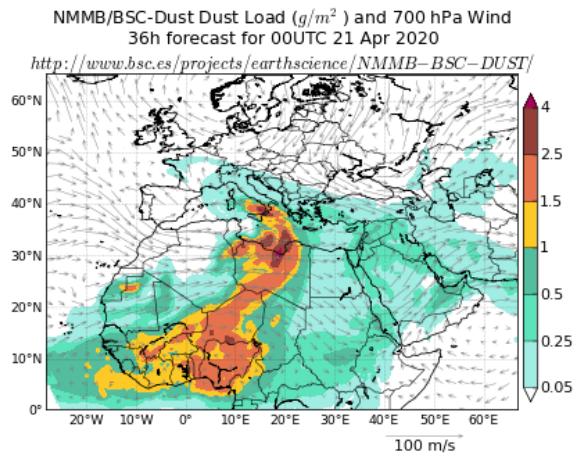 NMMB/BSC-Dust Dust Load (g/m² ) and 700 hPa Wind
36h forecast for 00UTC 21 Apr 2020
http://www.bsc.es/projects/earthscience/NMMB−BSC−DUST/
60°N
50°N
40°N
30°N
20°N
10°N
0°
20°W 10°W 0° 10°E 20°E 30°E 40°E 50°E 60°E
4
2.5
1.5
1
0.5
0.25
0.05
100 m/s